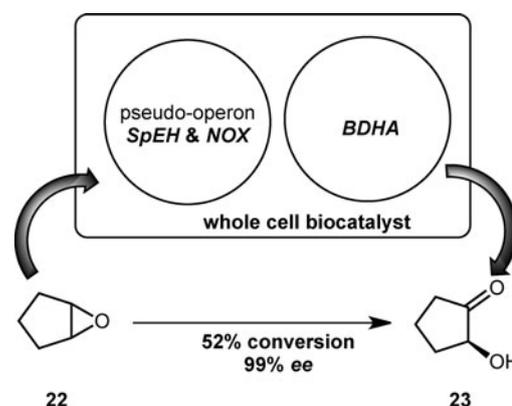 pseudo-operon
SpEH & NOX
BDHA
whole cell biocatalyst
O
O
52% conversion
99% ee
OH
22
23